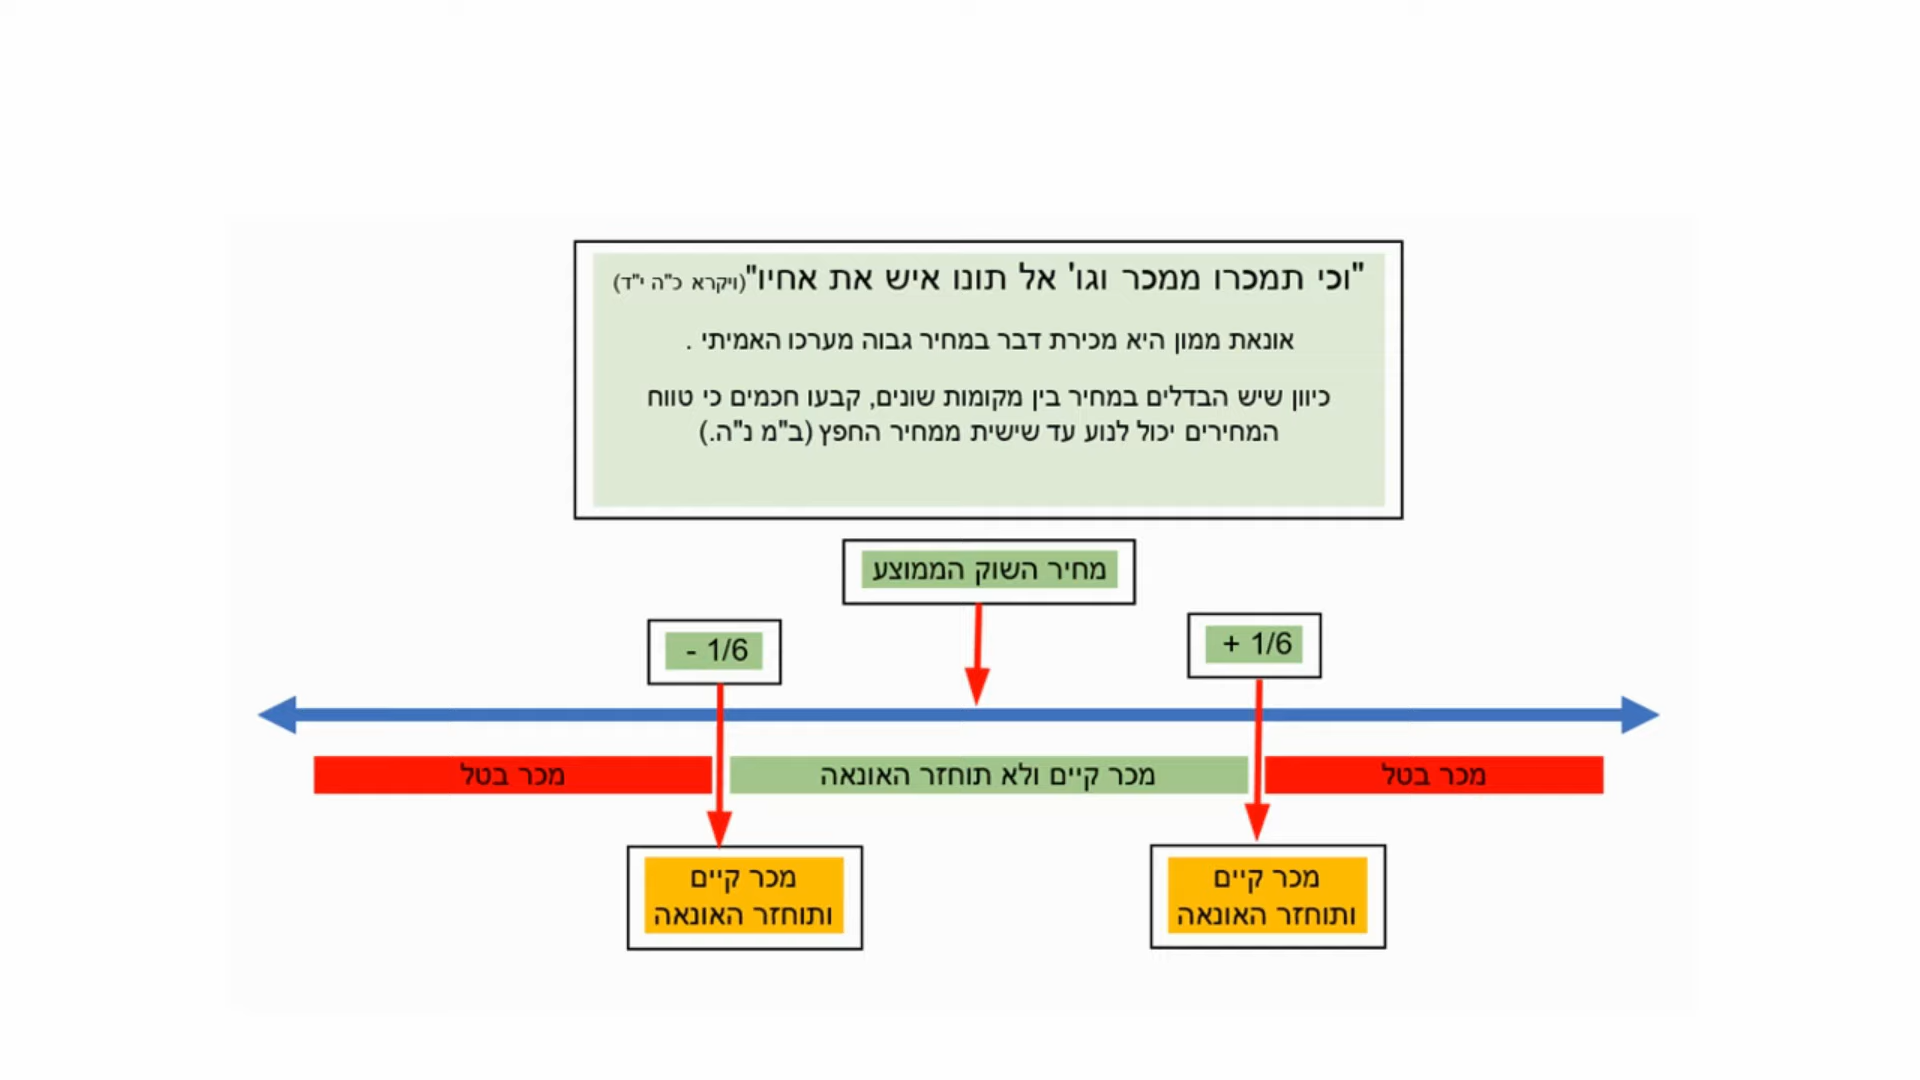 "וכי תמכרו ממכר וגו' אל תונו איש את אחיו"(ויקרא כ"ה י"ד)
אונאת ממון היא מכירת דבר במחיר גבוה מערכו האמיתי .
כיוון שיש הבדלים במחיר בין מקומות שונים, קבעו חכמים כי טווח
המחירים יכול לנוע עד שישית ממחיר החפץ (ב"מ נ"ה.)
מחיר השוק הממוצע
+ 1/6
- 1/6
מכר בטל
מכר קיים ולא תוחזר האונאה
מכר בטל
מכר קיים
ותוחזר האונאה
מכר קיים
ותוחזר האונאה